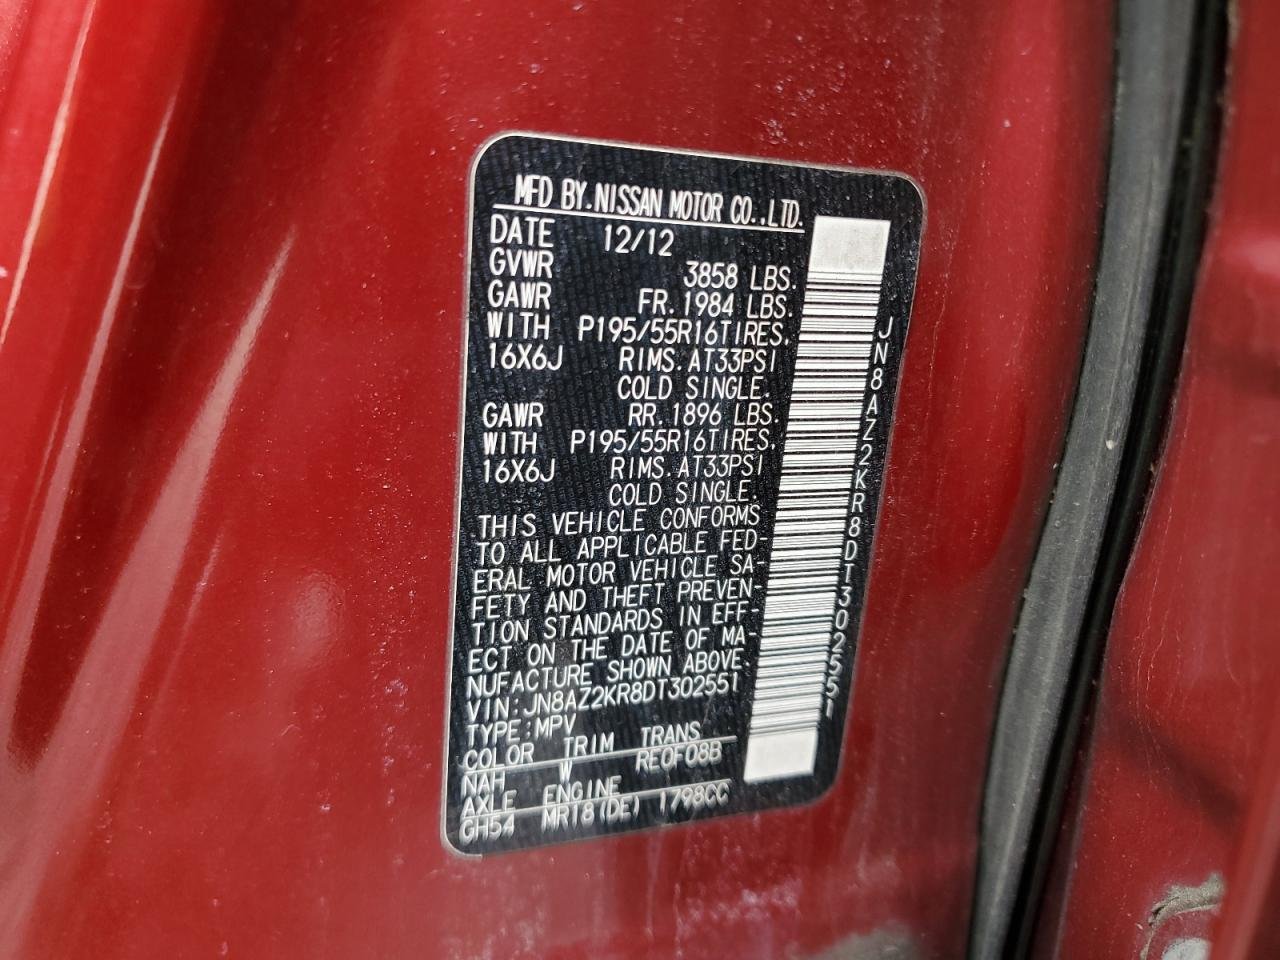 MFD BY.NISSAN MOTOR CO.,LTD.
DATE 12/12
GVWR 3858 LBS.
GAWR FR.1984 LBS.
WITH P195/55R16TIRES.
16X6J RIMS.AT33PSI
COLD SINGLE.
GAWR RR.1896 LBS.
WITH P195/55R16TIRES.
16X6J RIMS.AT33PSI
COLD SINGLE.
THIS VEHICLE CONFORMS
TO ALL APPLICABLE FED-
ERAL MOTOR VEHICLE SA-
FETY AND THEFT PREVEN-
TION STANDARDS IN EFF-
ECT ON THE DATE OF MA-
NUFACTURE SHOWN ABOVE.
VIN:JN8AZ2KR8DT302551
TYPE:MPV
COLOR TRIM TRANS
NAH W RE0F08B
AXLE ENGINE
GH54 MR18(DE) 1798CC
JN8AZ2KR8DT302551